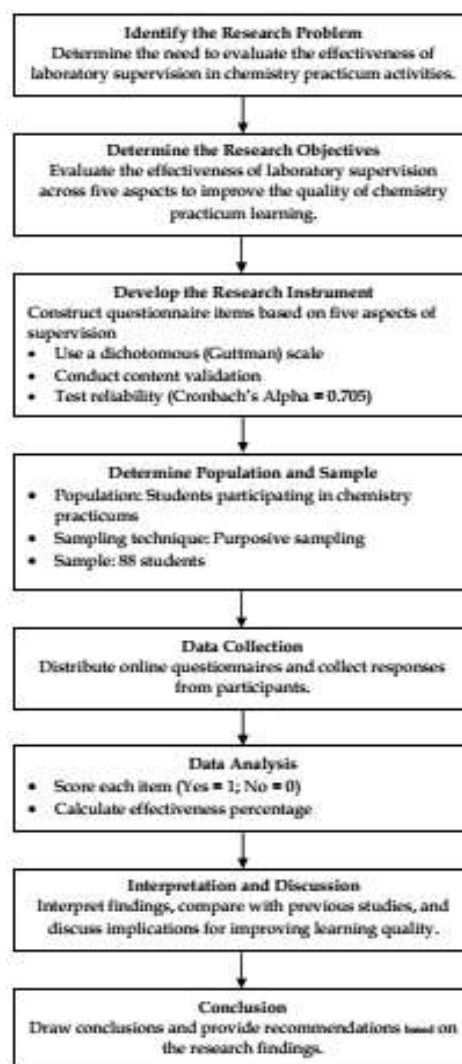 Identify the Research Problem
Determine the need to evaluate the effectiveness of
laboratory supervision in chemistry practicum activities.
Determine the Research Objectives
Evaluate the effectiveness of laboratory supervision
across five aspects to improve the quality of chemistry
practicum learning.
Develop the Research Instrument
Construct questionnaire items based on five aspects of
supervision
• Use a dichotomous (Guttman) scale
• Conduct content validation
• Test reliability (Cronbach's Alpha = 0.705)
Determine Population and Sample
• Population: Students participating in chemistry
practicums
• Sampling technique: Purposive sampling
• Sample: 88 students
Data Collection
Distribute online questionnaires and collect responses
from participants.
Data Analysis
• Score each item (Yes = 1; No = 0)
• Calculate effectiveness percentage
Interpretation and Discussion
Interpret findings, compare with previous studies, and
discuss implications for improving learning quality.
Conclusion
Draw conclusions and provide recommendations based on
the research findings.